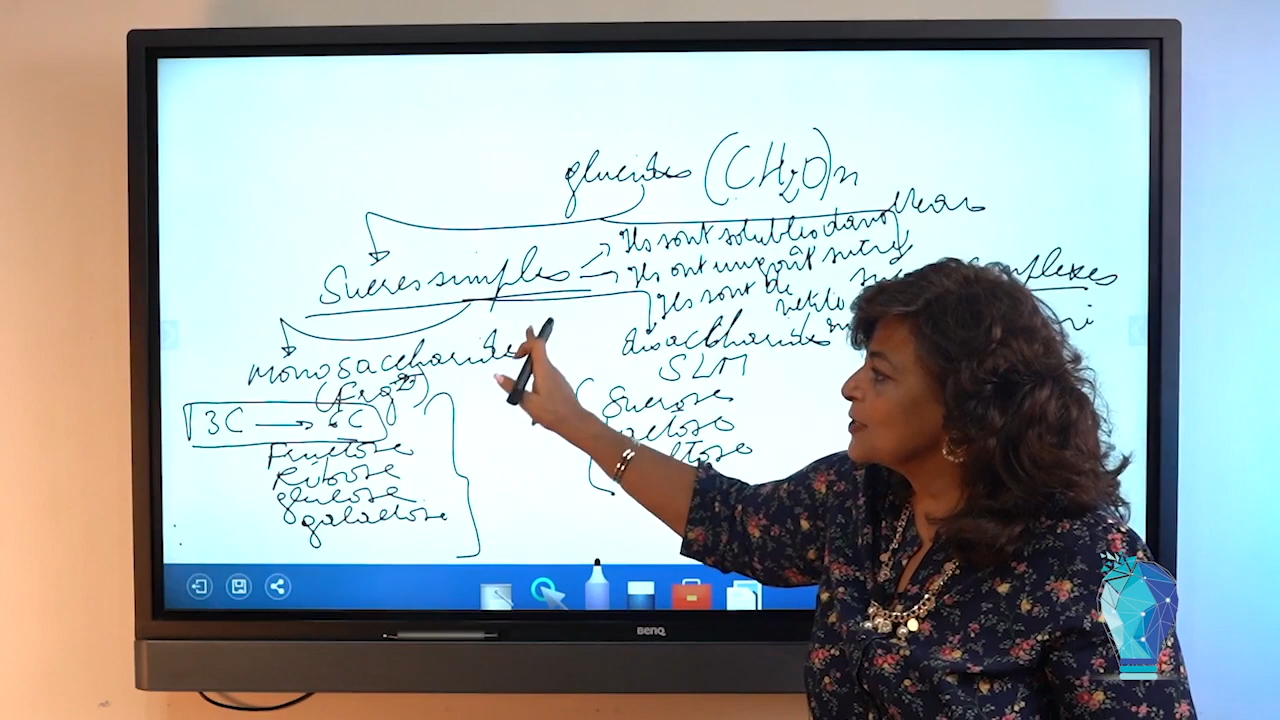 glucides (CH2O)n
Ils sont solubles dans l'eau
Sucres simples
Ils ont un goût sucré
Ils sont de
complexes
Monosaccharides
disaccharides
SLM
3C → 6C
Sucrose
Fructose
Ribose
glucose
galactose
BenQ